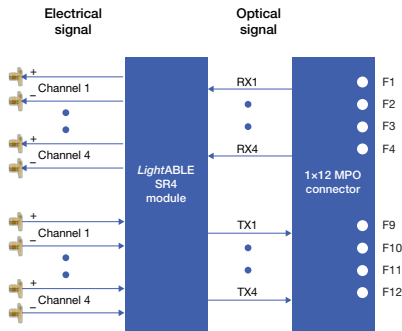 Electrical
signal
Optical
signal
+
Channel 1
−
+
Channel 4
−
+
Channel 1
−
+
Channel 4
−
LightABLE
SR4
module
RX1
RX4
TX1
TX4
1×12 MPO
connector
F1
F2
F3
F4
F9
F10
F11
F12